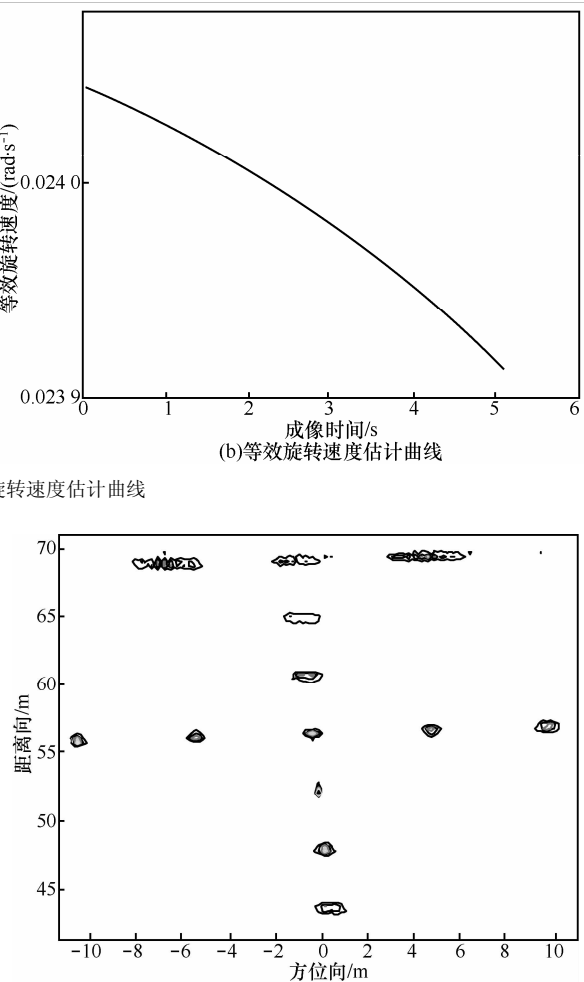 等效旋转速度/(rad·s⁻¹)
0.024 0
0.023 9
0 1 2 3 4 5 6
成像时间/s
(b)等效旋转速度估计曲线
旋转速度估计曲线
距离向/m
70
65
60
55
50
45
−10 −8 −6 −4 −2 0 2 4 6 8 10
方位向/m